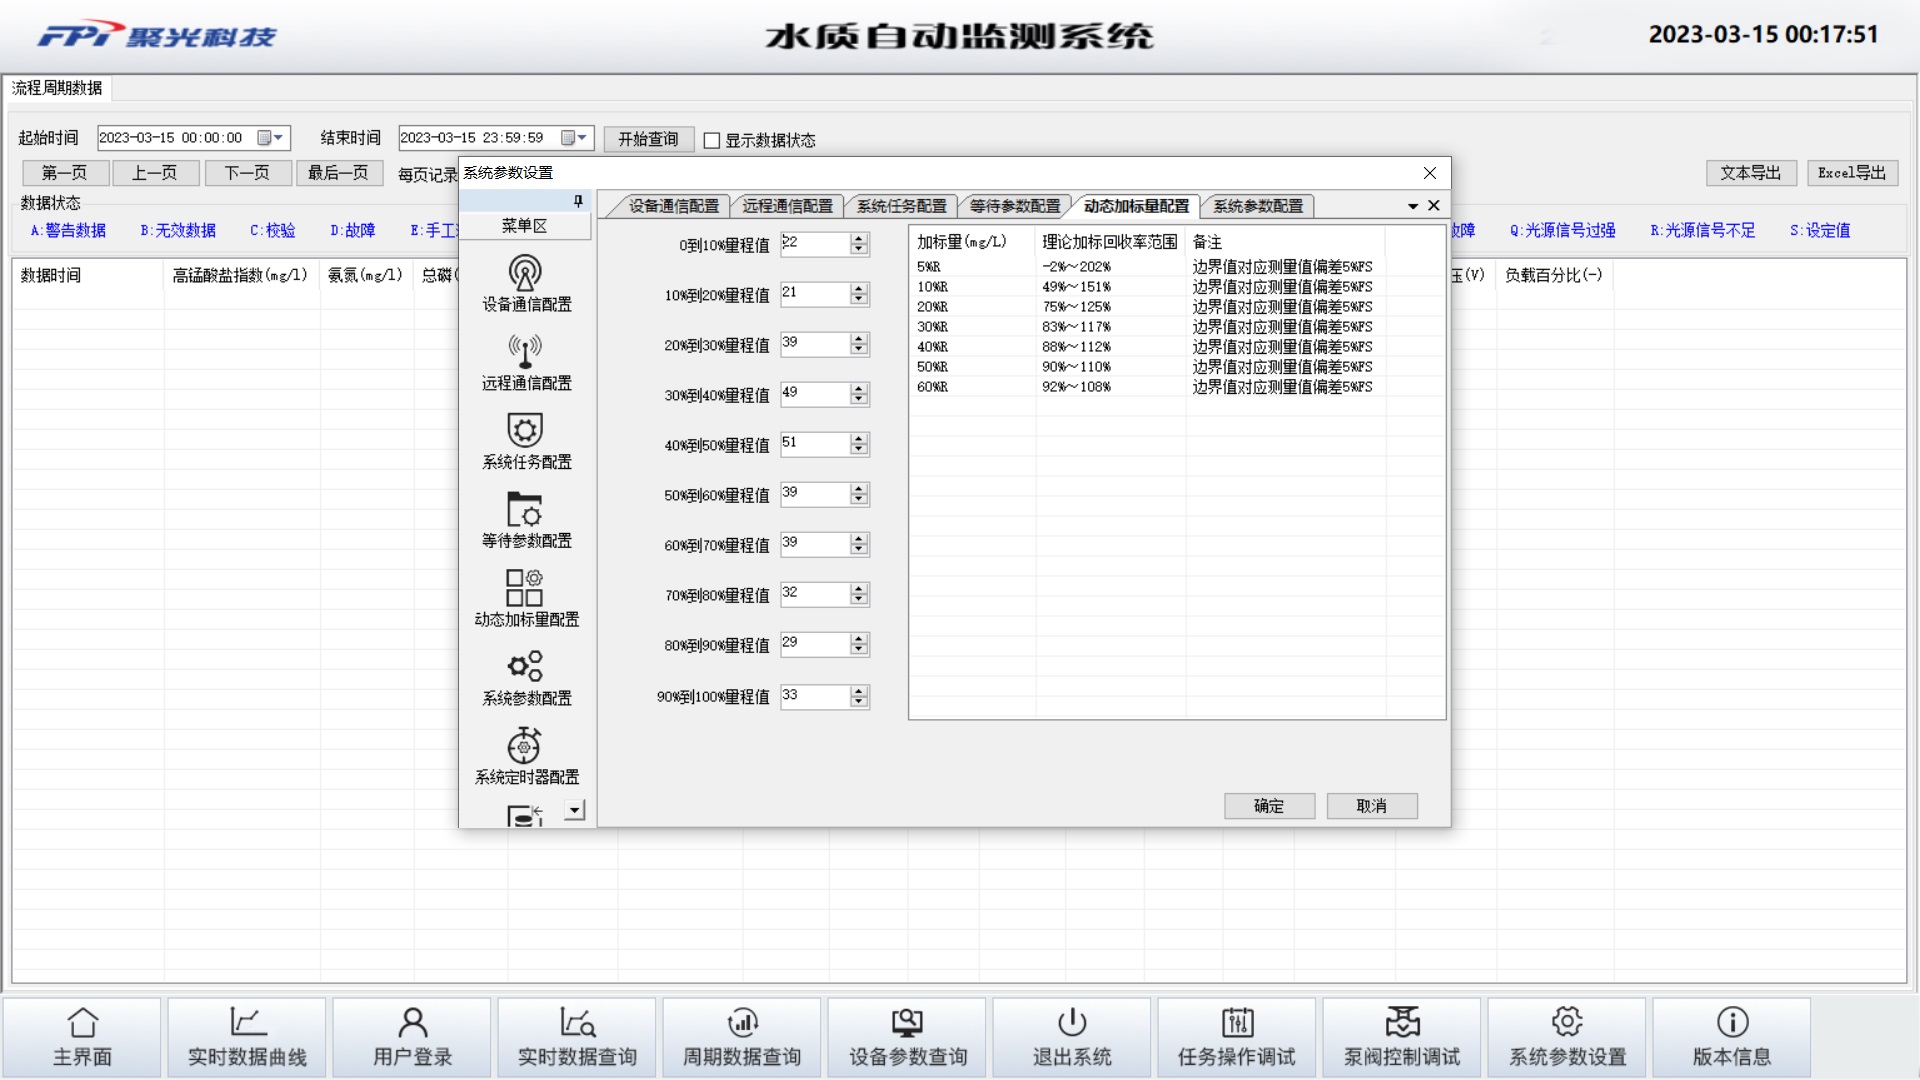 FPI 聚光科技
水质自动监测系统
2023-03-15 00:17:51
流程周期数据
起始时间 2023-03-15 00:00:00 结束时间 2023-03-15 23:59:59 开始查询 显示数据状态
第一页 上一页 下一页 最后一页 每页记录
文本导出 Excel导出
数据状态
A:警告数据 B:无效数据 C:校验 D:故障 E:手工
故障 Q:光源信号过强 R:光源信号不足 S:设定值
数据时间 高锰酸盐指数(mg/l) 氨氮(mg/l) 总磷(
压(V) 负载百分比(-)
系统参数设置
菜单区
设备通信配置
远程通信配置
系统任务配置
等待参数配置
动态加标量配置
系统参数配置
系统定时器配置
设备通信配置 远程通信配置 系统任务配置 等待参数配置 动态加标量配置 系统参数配置
0到10%量程值 22
10%到20%量程值 21
20%到30%量程值 39
30%到40%量程值 49
40%到50%量程值 51
50%到60%量程值 39
60%到70%量程值 39
70%到80%量程值 32
80%到90%量程值 29
90%到100%量程值 33
加标量(mg/L) 理论加标回收率范围 备注
5%R -2%～202% 边界值对应测量值偏差5%FS
10%R 49%～151% 边界值对应测量值偏差5%FS
20%R 75%～125% 边界值对应测量值偏差5%FS
30%R 83%～117% 边界值对应测量值偏差5%FS
40%R 88%～112% 边界值对应测量值偏差5%FS
50%R 90%～110% 边界值对应测量值偏差5%FS
60%R 92%～108% 边界值对应测量值偏差5%FS
确定 取消
主界面 实时数据曲线 用户登录 实时数据查询 周期数据查询 设备参数查询 退出系统 任务操作调试 泵阀控制调试 系统参数设置 版本信息